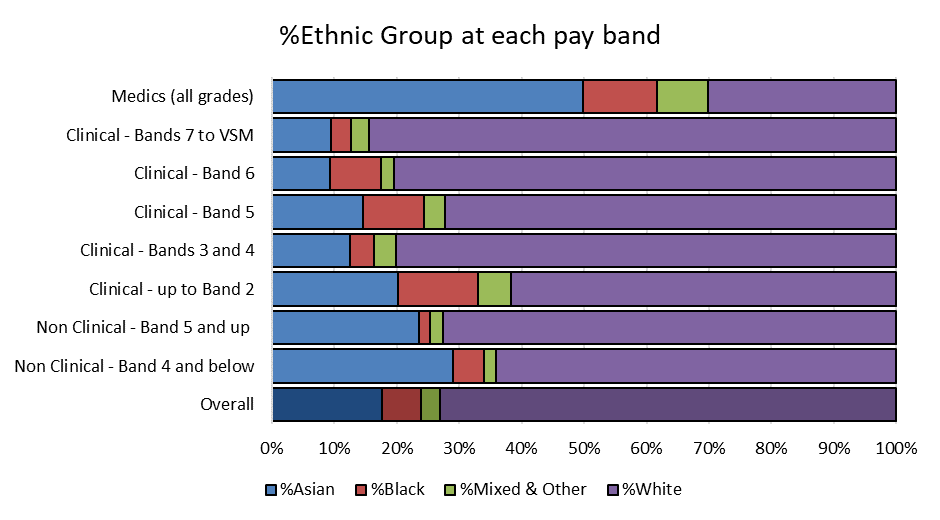 %Ethnic Group at each pay band
Medics (all grades)
Clinical - Bands 7 to VSM
Clinical - Band 6
Clinical - Band 5
Clinical - Bands 3 and 4
Clinical - up to Band 2
Non Clinical - Band 5 and up
Non Clinical - Band 4 and below
Overall
0% 10% 20% 30% 40% 50% 60% 70% 80% 90% 100%
%Asian %Black %Mixed & Other %White